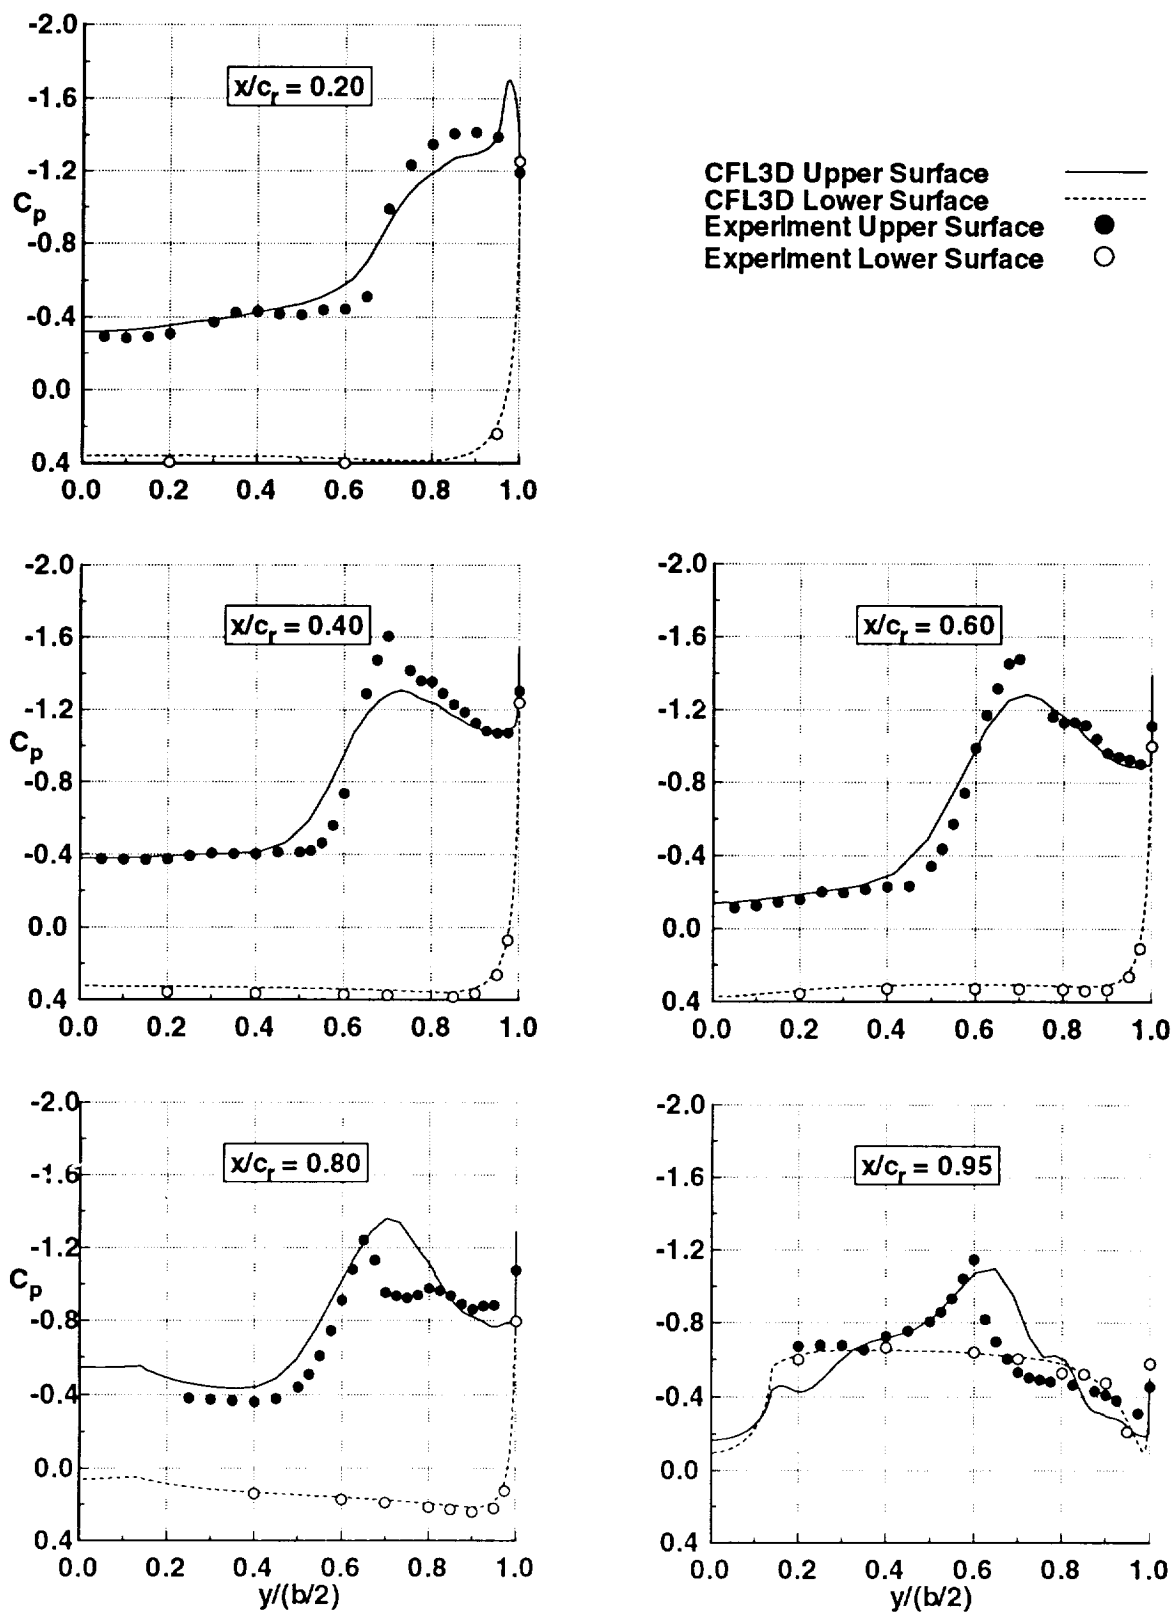 -2.0
-1.6
-1.2
-0.8
-0.4
0.0
0.4
C_p
x/c_r = 0.20
0.0 0.2 0.4 0.6 0.8 1.0
CFL3D Upper Surface
CFL3D Lower Surface
Experiment Upper Surface
Experiment Lower Surface
-2.0
-1.6
-1.2
-0.8
-0.4
0.0
0.4
C_p
x/c_r = 0.40
0.0 0.2 0.4 0.6 0.8 1.0
-2.0
-1.6
-1.2
-0.8
-0.4
0.0
0.4
x/c_r = 0.60
0.0 0.2 0.4 0.6 0.8 1.0
-2.0
-1.6
-1.2
-0.8
-0.4
0.0
0.4
C_p
x/c_r = 0.80
0.0 0.2 0.4 0.6 0.8 1.0
y/(b/2)
-2.0
-1.6
-1.2
-0.8
-0.4
0.0
0.4
x/c_r = 0.95
0.0 0.2 0.4 0.6 0.8 1.0
y/(b/2)